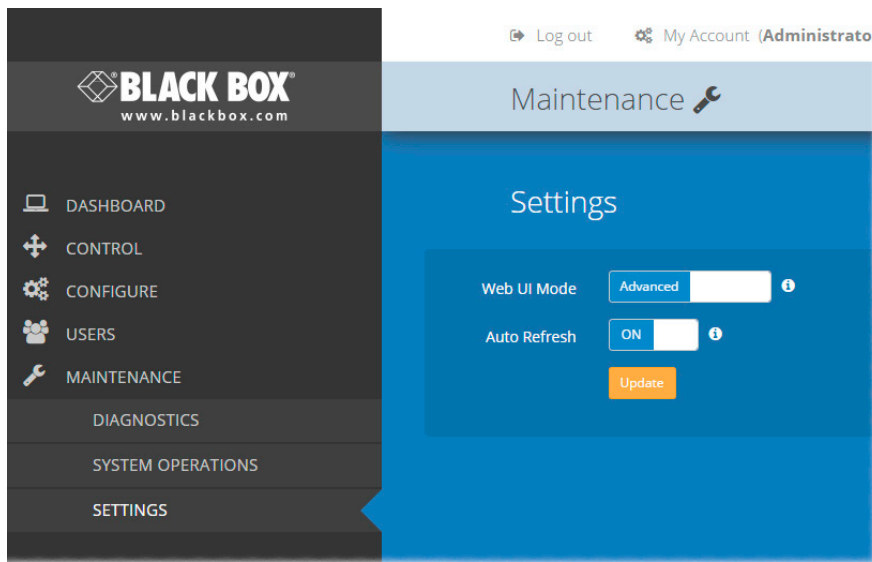 Log out My Account (Administrato
BLACK BOX®
www.blackbox.com
Maintenance
DASHBOARD
CONTROL
CONFIGURE
USERS
MAINTENANCE
DIAGNOSTICS
SYSTEM OPERATIONS
SETTINGS
Settings
Web UI Mode Advanced
Auto Refresh ON
Update